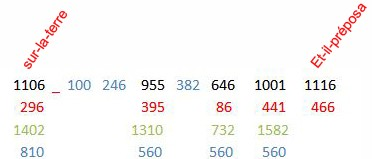 sur-la-terre Et-il-préposa
1106 _ 100 246 955 382 646 1001 1116
296 395 86 441 466
1402 1310 732 1582
810 560 560 560